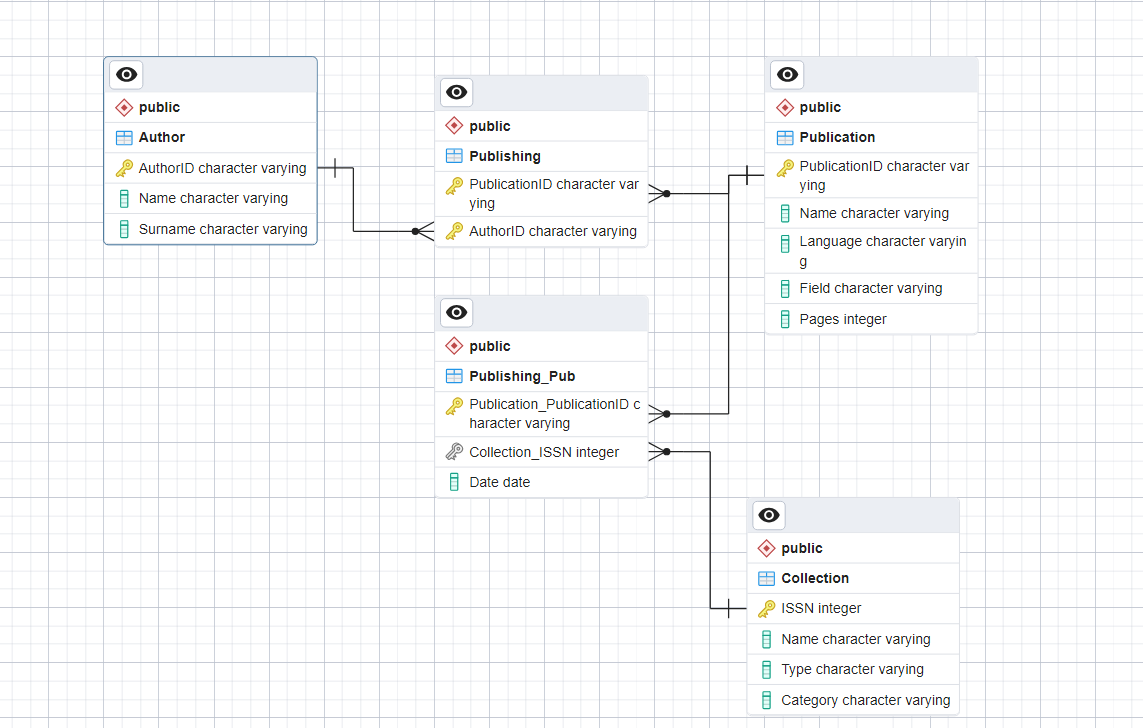 public
Author
AuthorID character varying
Name character varying
Surname character varying
public
Publishing
PublicationID character var
ying
AuthorID character varying
public
Publication
PublicationID character var
ying
Name character varying
Language character varyin
g
Field character varying
Pages integer
public
Publishing_Pub
Publication_PublicationID c
haracter varying
Collection_ISSN integer
Date date
public
Collection
ISSN integer
Name character varying
Type character varying
Category character varying